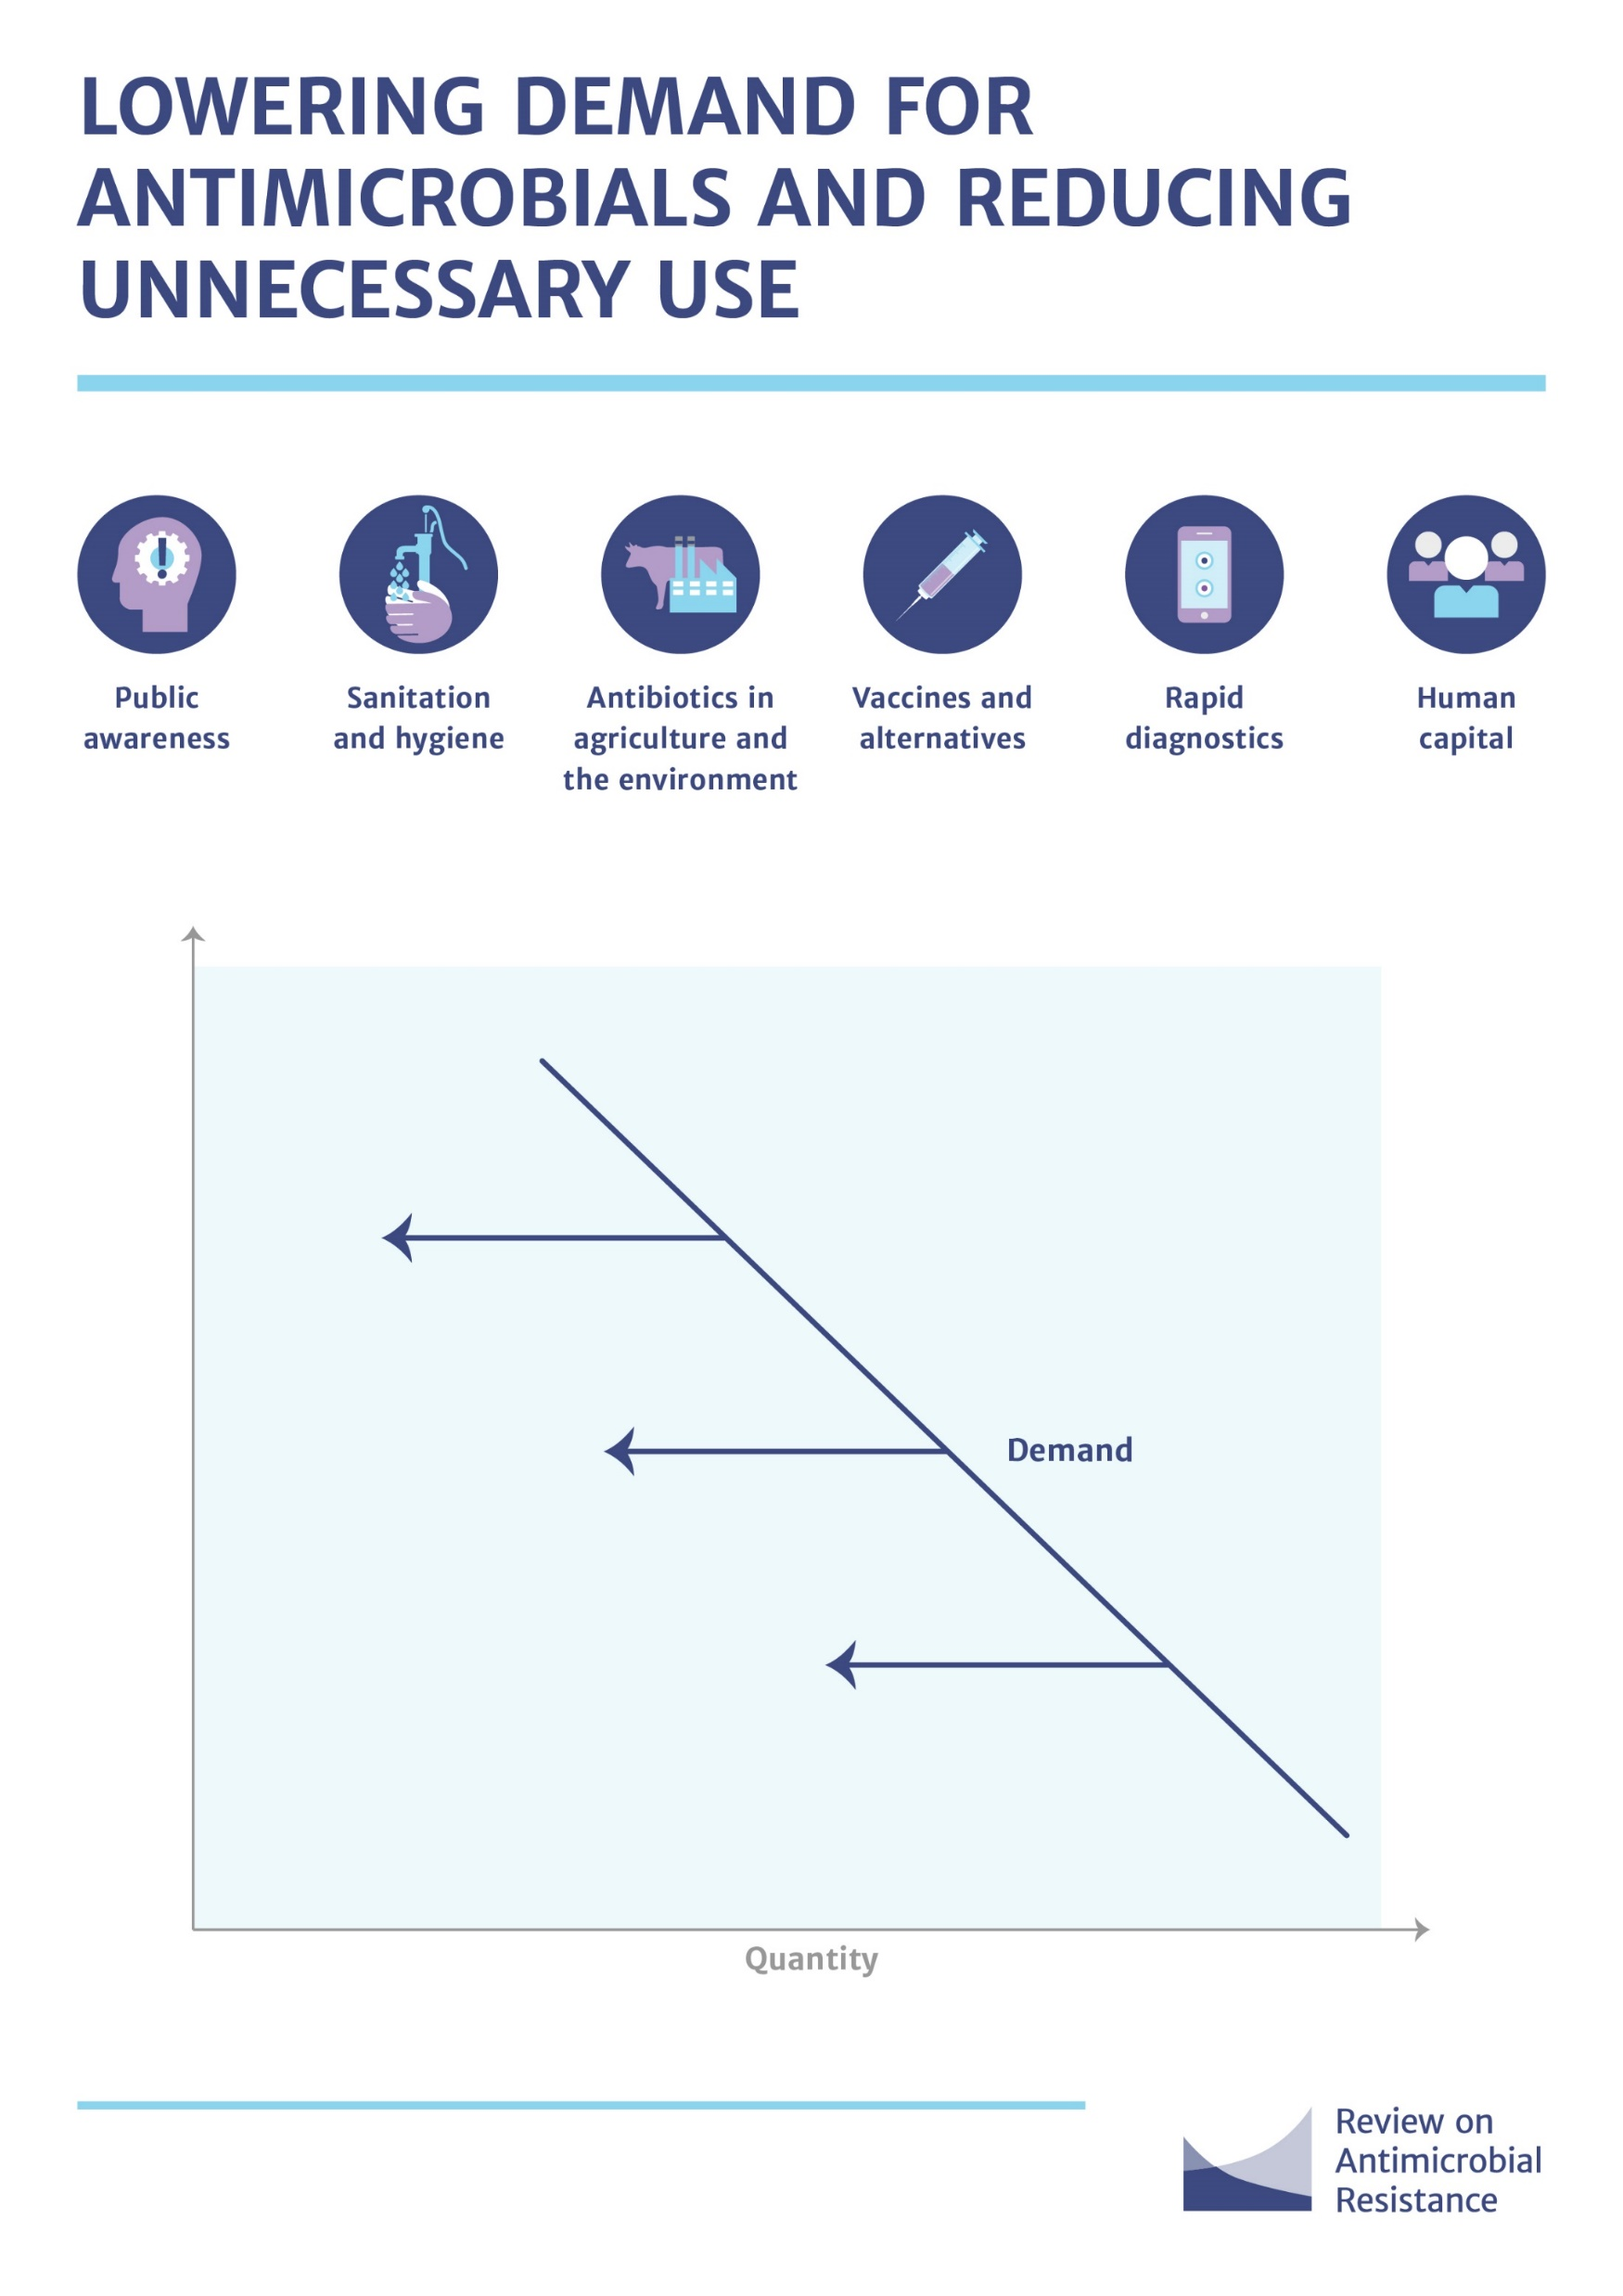 LOWERING DEMAND FOR
ANTIMICROBIALS AND REDUCING
UNNECESSARY USE
Public
awareness
Sanitation
and hygiene
Antibiotics in
agriculture and
the environment
Vaccines and
alternatives
Rapid
diagnostics
Human
capital
Demand
Quantity
Review on
Antimicrobial
Resistance